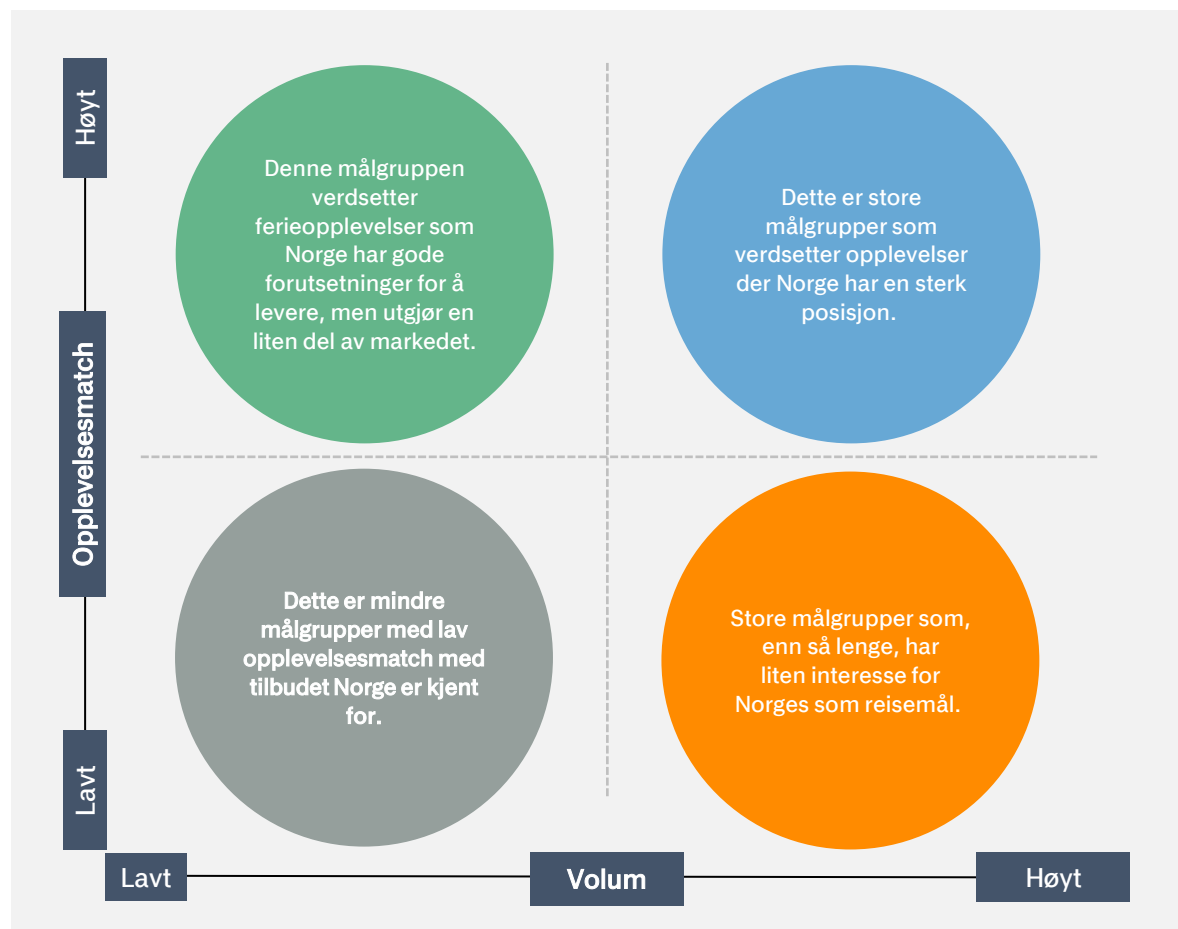 Høyt
Denne målgruppen
verdsetter
ferieopplevelser som
Norge har gode
forutsetninger for å
levere, men utgjør en
liten del av markedet.
Dette er store
målgrupper som
verdsetter opplevelser
der Norge har en sterk
posisjon.
Opplevelsesmatch
Dette er mindre
målgrupper med lav
opplevelsesmatch med
tilbudet Norge er kjent
for.
Store målgrupper som,
enn så lenge, har
liten interesse for
Norges som reisemål.
Lavt
Lavt
Volum
Høyt